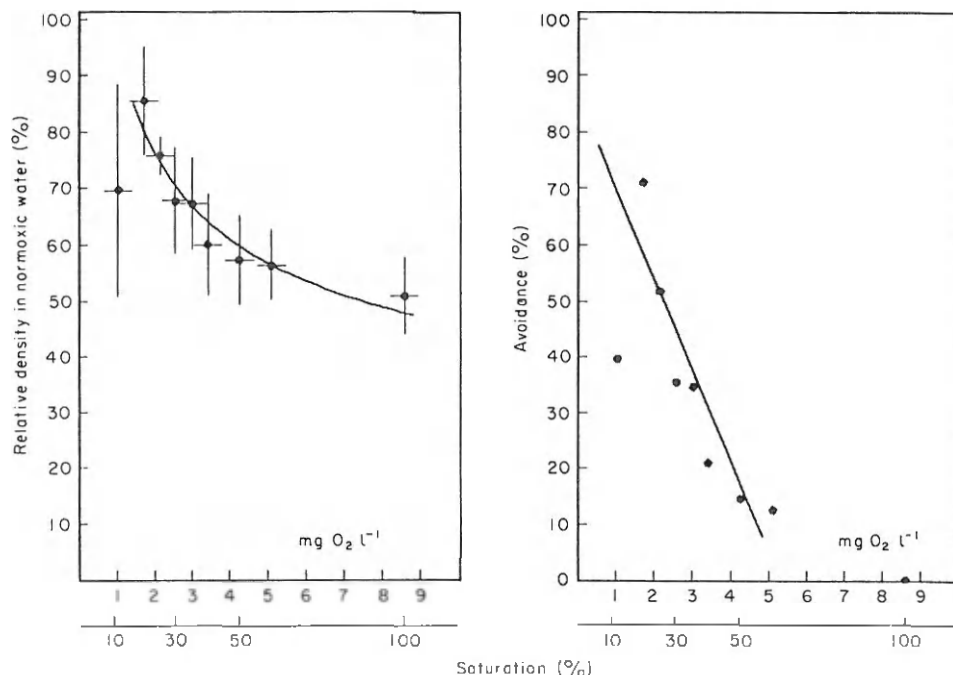 Relative density in normoxic water (%)
100
90
80
70
60
50
40
30
20
10
mg O₂ l⁻¹
1 2 3 4 5 6 7 8 9
10 30 50 100
Avoidance (%)
100
90
80
70
60
50
40
30
20
10
0
mg O₂ l⁻¹
1 2 3 4 5 6 7 8 9
10 30 50 100
Saturation (%)